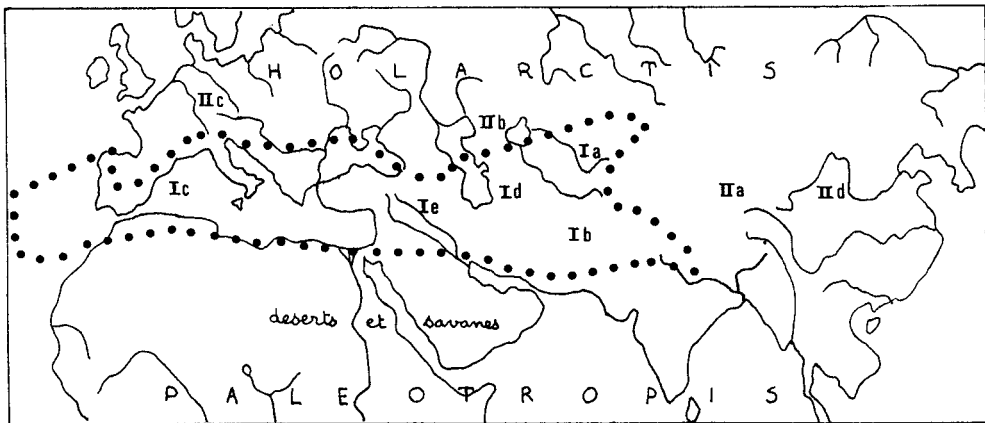 H O L A R C T I S
IIc
IIb
Ia
Ic
Id
IIa
IId
Ie
Ib
deserts et savanes
P A L E O T R O P I S